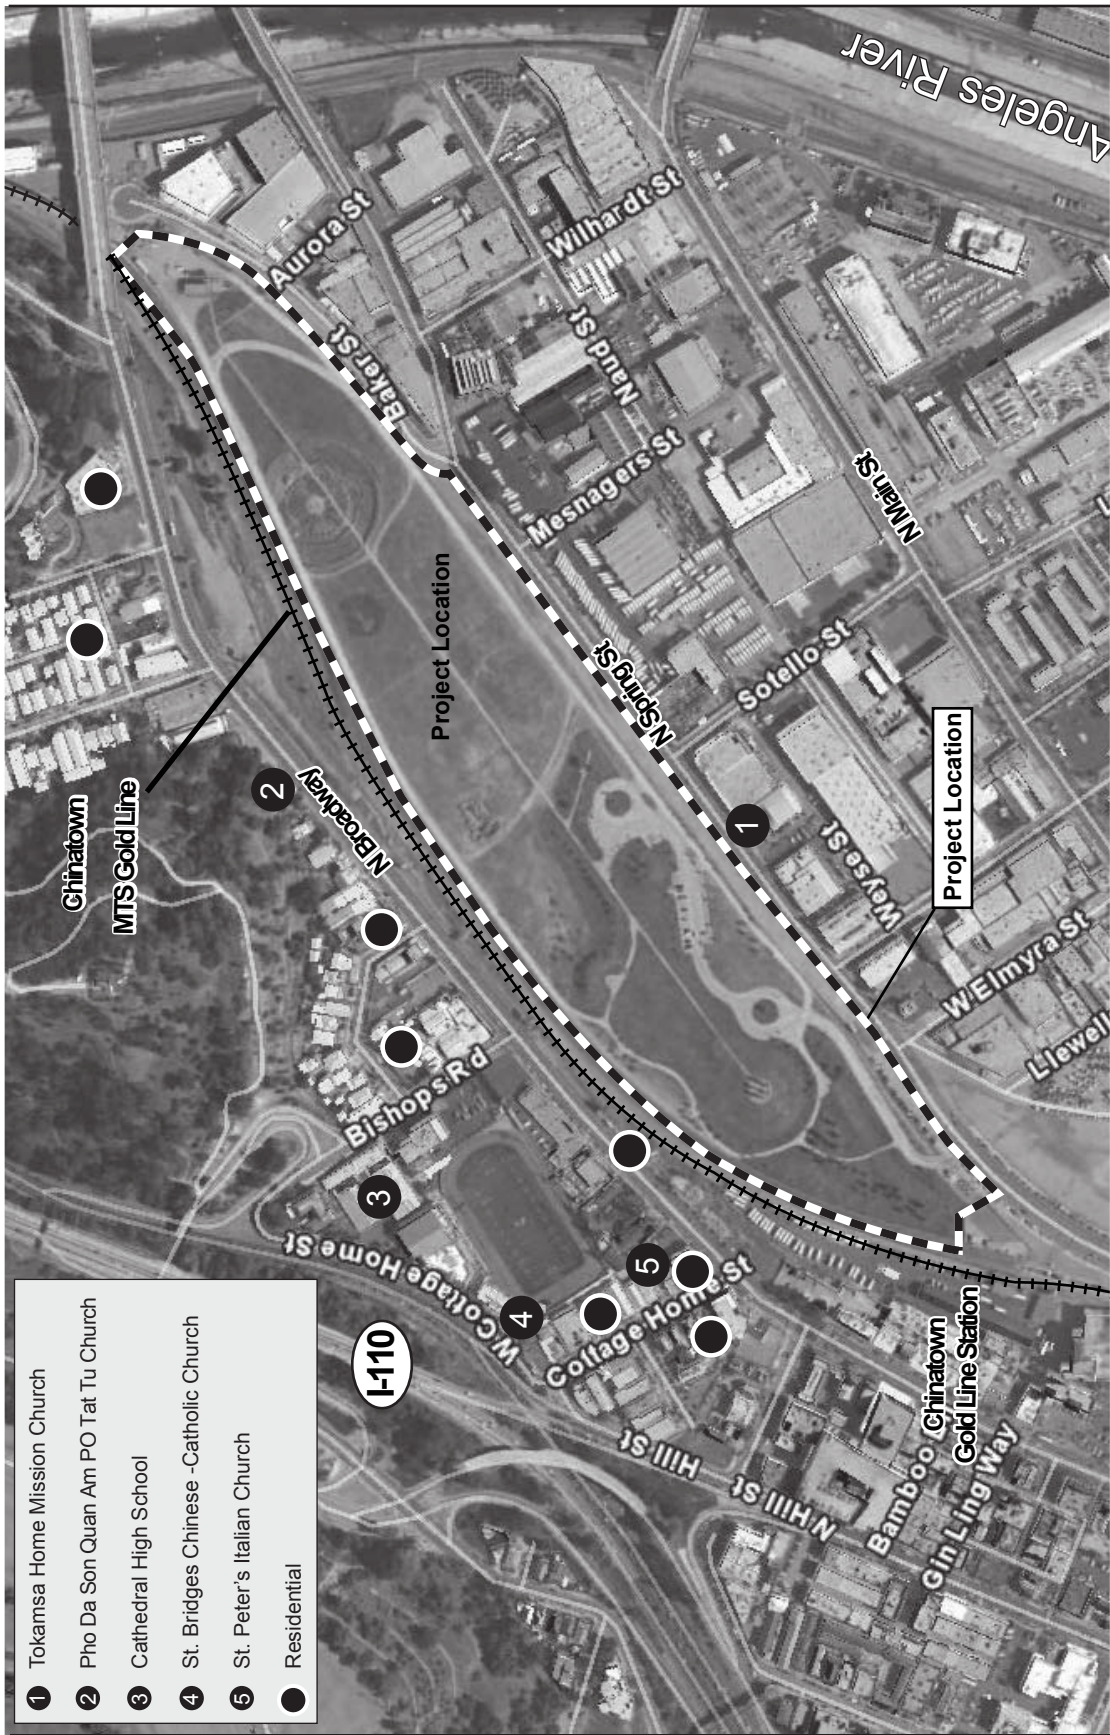 1 Tokamsa Home Mission Church
2 Pho Da Son Quan Am PO Tat Tu Church
3 Cathedral High School
4 St. Bridges Chinese -Catholic Church
5 St. Peter's Italian Church
Residential
I-110
Chinatown
MTS Gold Line
N Broadway
Bishops Rd
W Cottage Home St
Cottage Home St
Hill St
N Hill St
Bamboo
Gin Ling Way
Chinatown
Gold Line Station
Project Location
Project Location
N Spring St
Baker St
Aurora St
Mesnagers St
Naud St
Wilhardt St
Sotello St
Weyse St
N Main St
W Elmyra St
Llewell
Angeles River
1
2
3
4
5